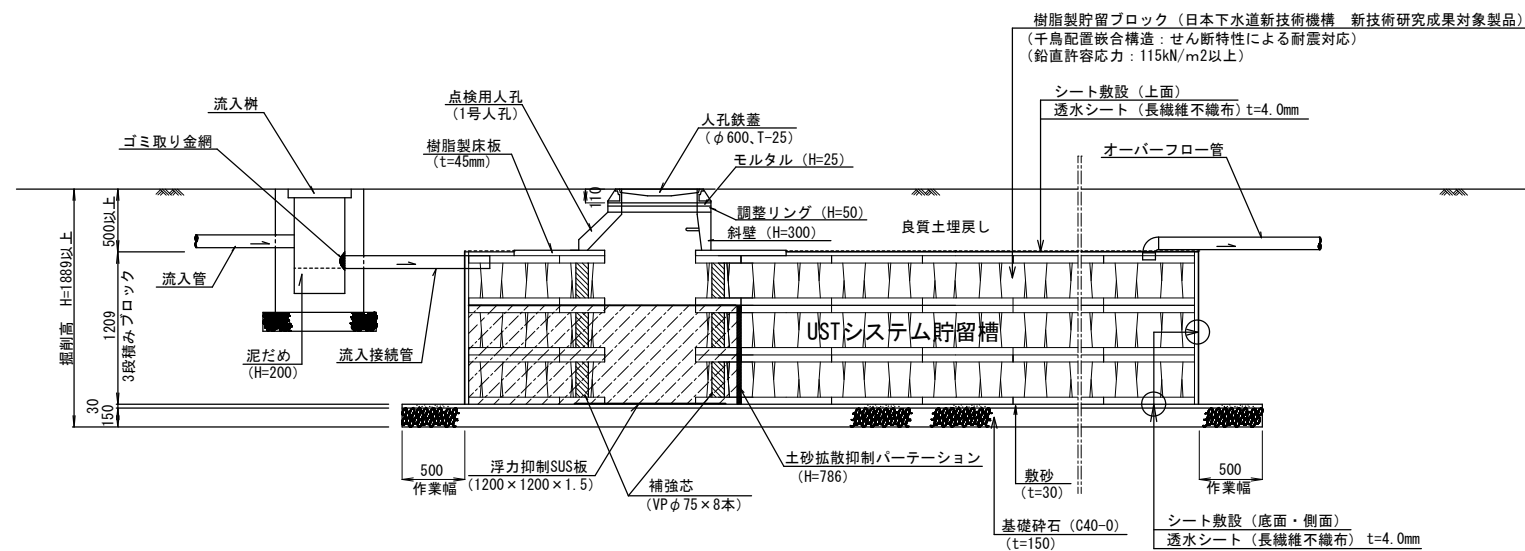 樹脂製貯留ブロック（日本下水道新技術機構　新技術研究成果対象製品）
（千鳥配置嵌合構造：せん断特性による耐震対応）
（鉛直許容応力：115kN/m2以上）
流入桝
点検用人孔
（1号人孔）
人孔鉄蓋
（φ600、T-25）
シート敷設（上面）
透水シート（長繊維不織布）t=4.0mm
ゴミ取り金網
樹脂製床板
（t=45mm）
モルタル（H=25）
オーバーフロー管
110
調整リング（H=50）
斜壁（H=300）
良質土埋戻し
掘削高　H=1889以上
500以上
1209
3段積みブロック
30
150
流入管
泥だめ
（H=200）
流入接続管
USTシステム貯留槽
500
作業幅
浮力抑制SUS板
（1200×1200×1.5）
補強芯
（VPφ75×8本）
土砂拡散抑制パーテーション
（H=786）
敷砂
（t=30）
500
作業幅
基礎砕石（C40-0）
（t=150）
シート敷設（底面・側面）
透水シート（長繊維不織布） t=4.0mm